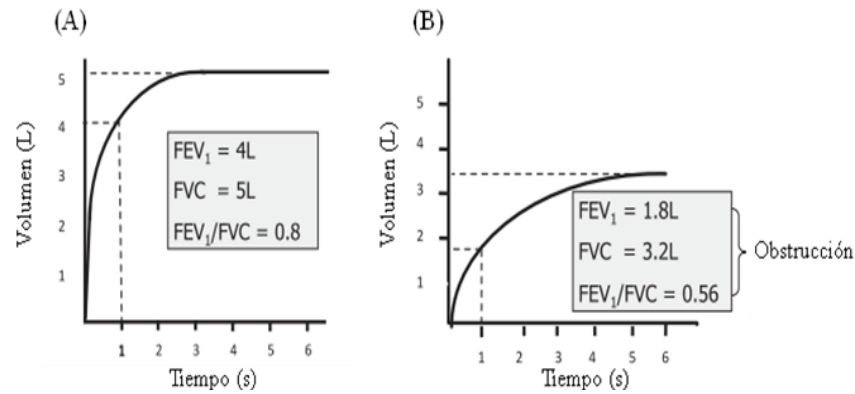 (A)
Volumen (L)
5
4
3
2
1
FEV₁ = 4L
FVC = 5L
FEV₁/FVC = 0.8
1 2 3 4 5 6
Tiempo (s)
(B)
Volumen (L)
5
4
3
2
1
FEV₁ = 1.8L
FVC = 3.2L
FEV₁/FVC = 0.56
Obstrucción
1 2 3 4 5 6
Tiempo (s)